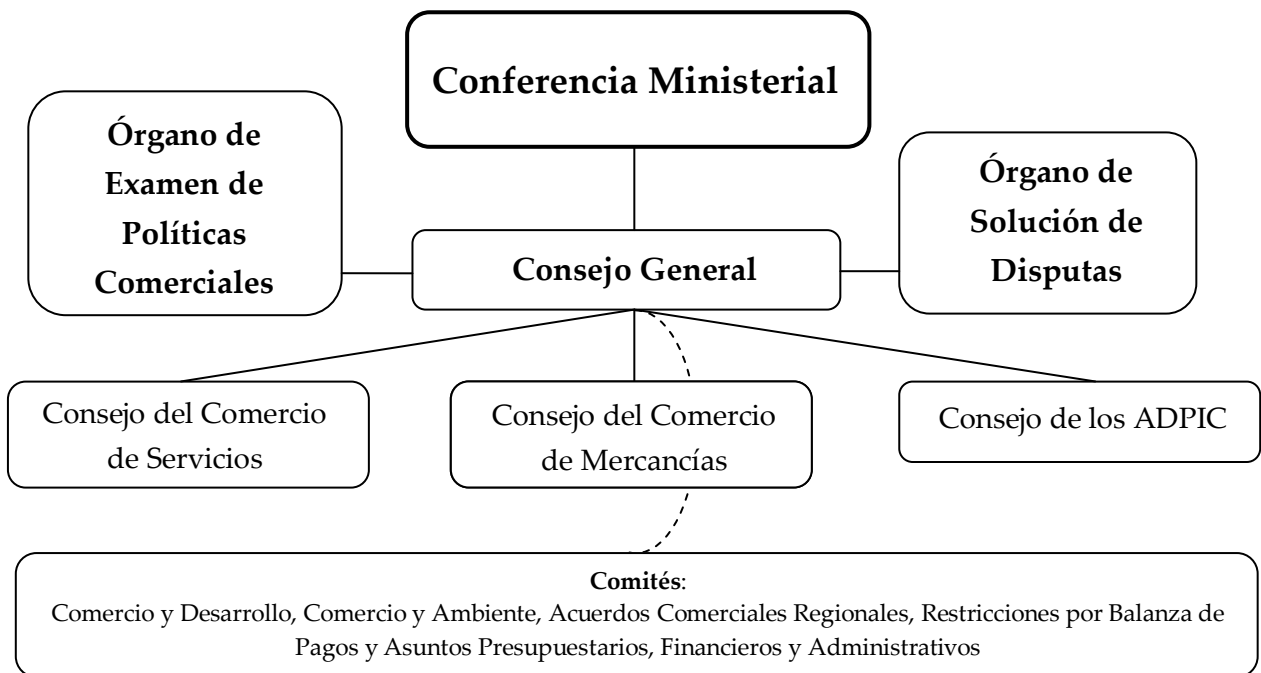 Conferencia Ministerial
Órgano de
Examen de
Políticas
Comerciales
Órgano de
Solución de
Disputas
Consejo General
Consejo del Comercio
de Servicios
Consejo del Comercio
de Mercancías
Consejo de los ADPIC
Comités:
Comercio y Desarrollo, Comercio y Ambiente, Acuerdos Comerciales Regionales, Restricciones por Balanza de
Pagos y Asuntos Presupuestarios, Financieros y Administrativos